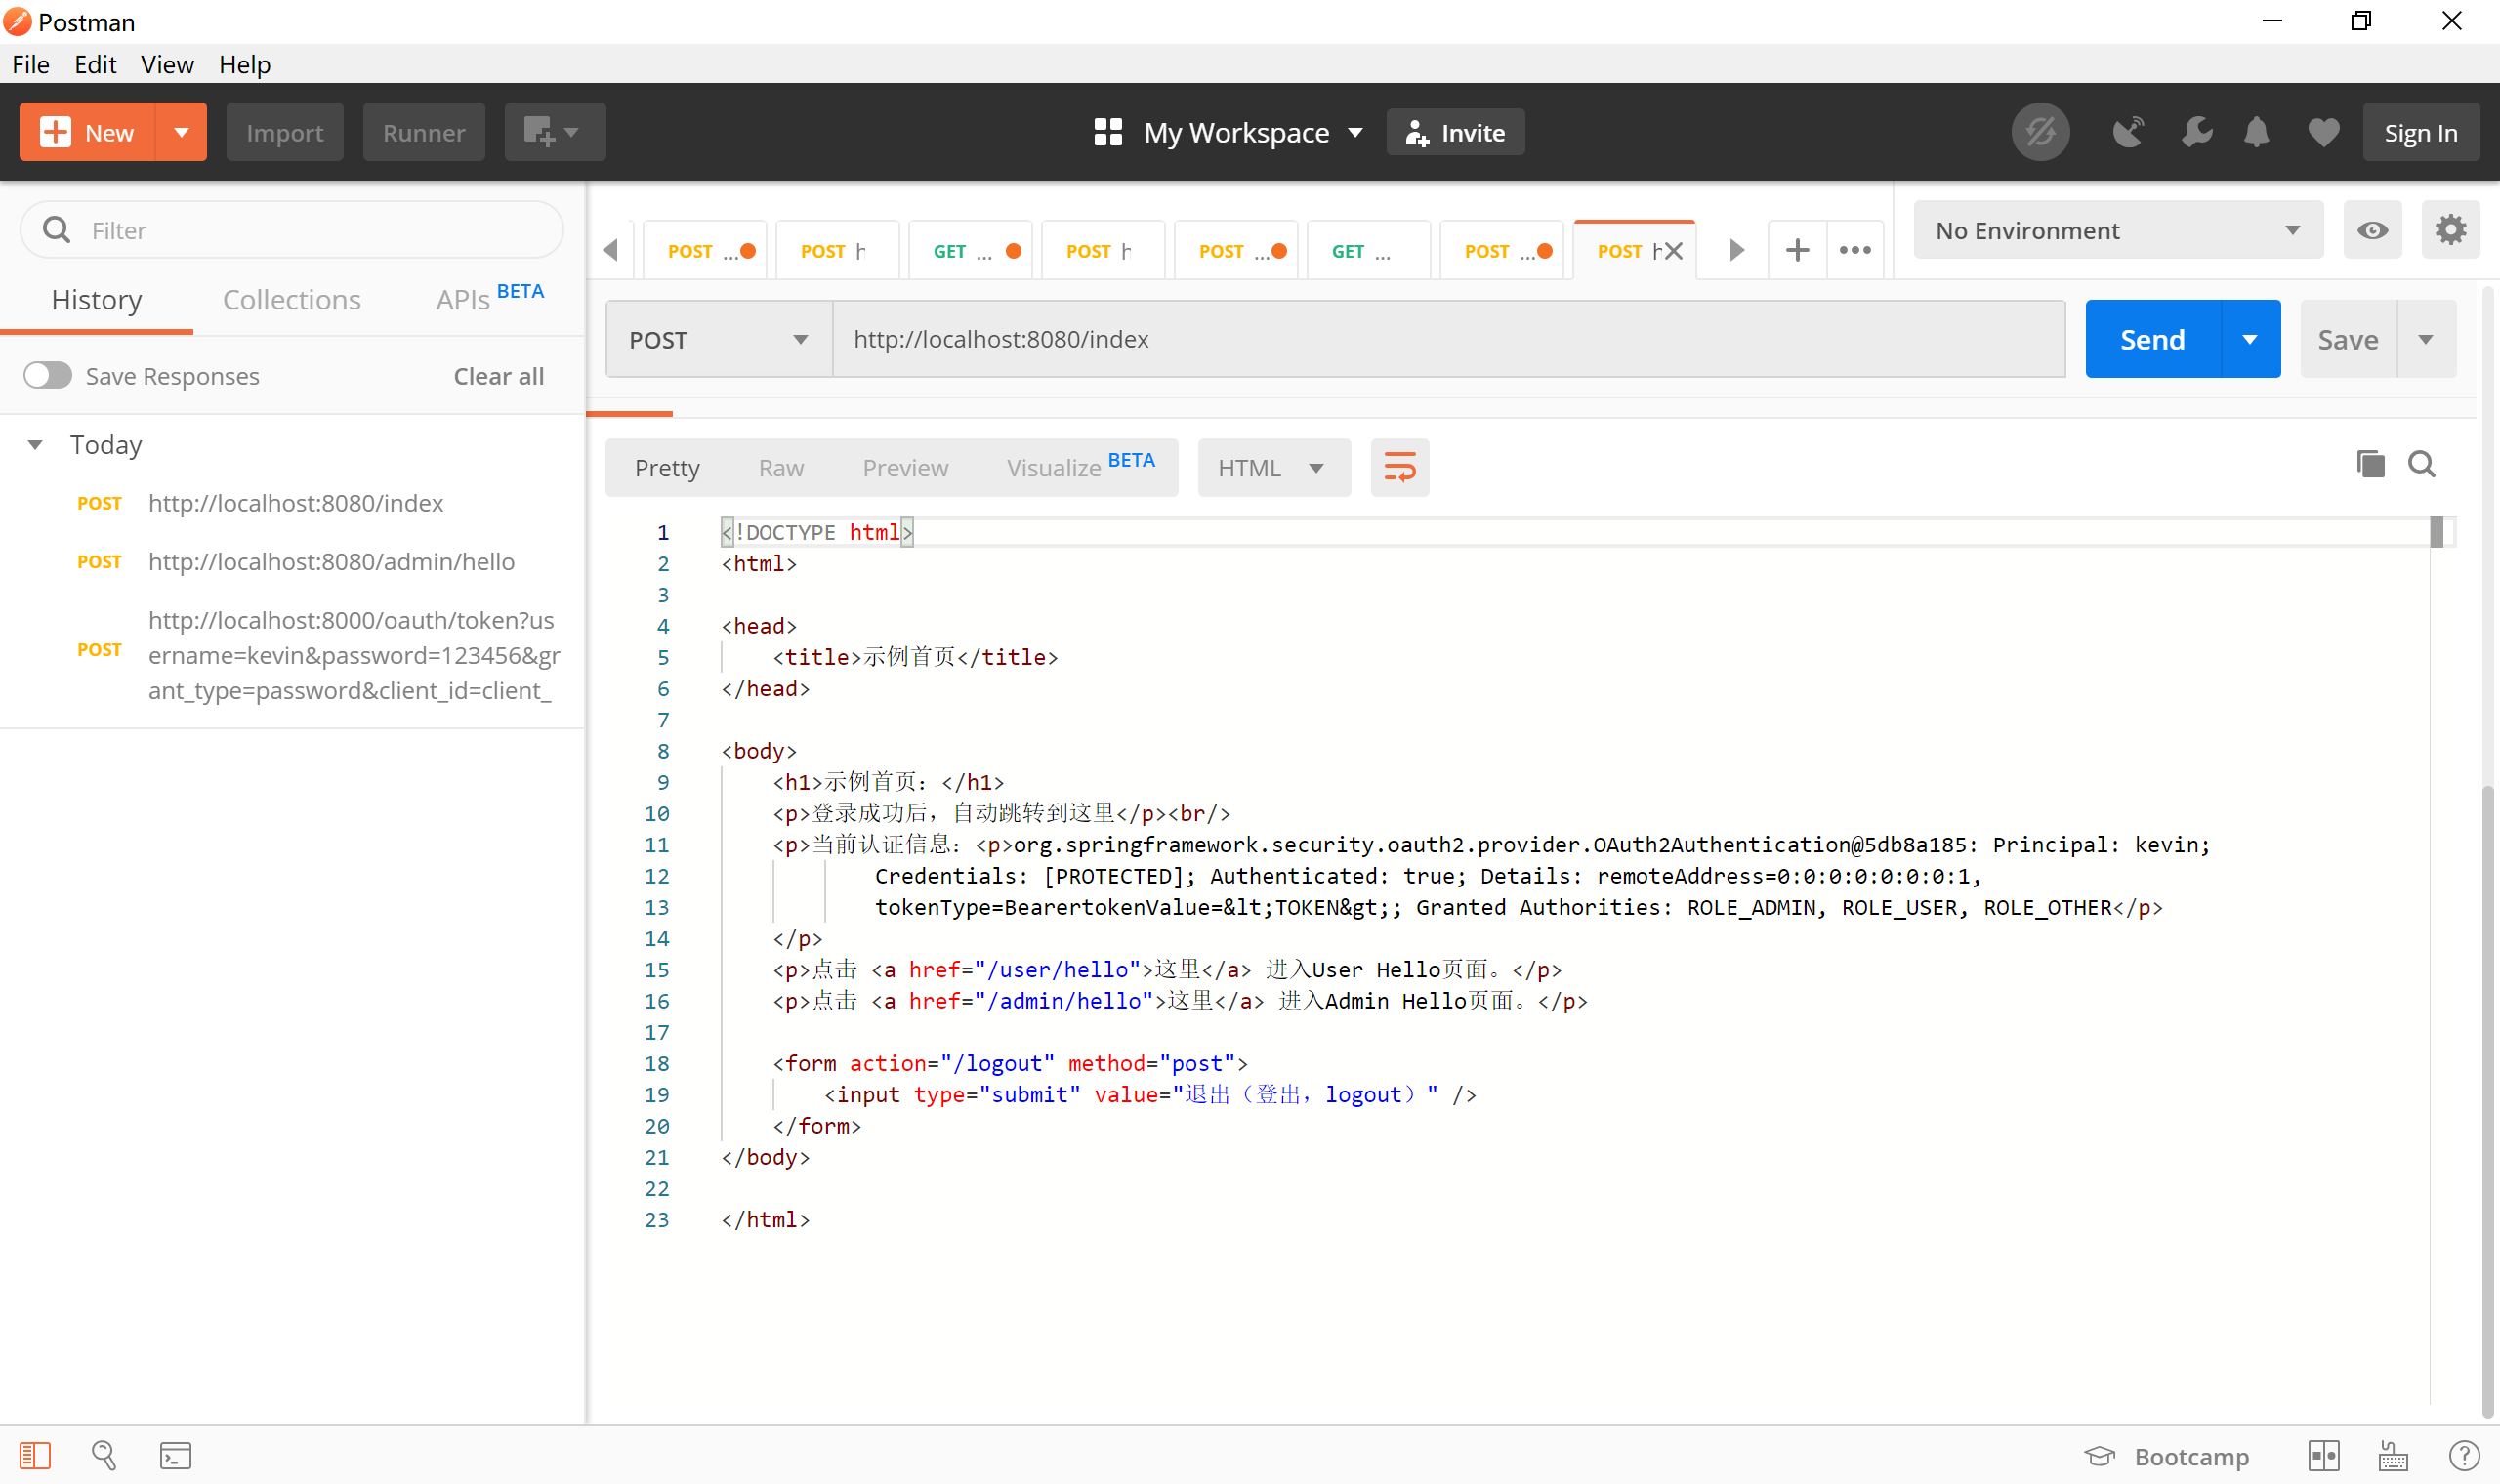 Postman
File Edit View Help
New Import Runner My Workspace Invite Sign In
Filter
History Collections APIs BETA
Save Responses Clear all
Today
POST http://localhost:8080/index
POST http://localhost:8080/admin/hello
POST http://localhost:8000/oauth/token?us
ername=kevin&password=123456&gr
ant_type=password&client_id=client_
POST ... POST GET ... POST POST ... GET ... POST ... POST
No Environment
POST http://localhost:8080/index Send Save
Pretty Raw Preview Visualize BETA HTML
1 <!DOCTYPE html>
2 <html>
3
4 <head>
5 <title>示例首页</title>
6 </head>
7
8 <body>
9 <h1>示例首页：</h1>
10 <p>登录成功后，自动跳转到这里</p><br/>
11 <p>当前认证信息：<p>org.springframework.security.oauth2.provider.OAuth2Authentication@5db8a185: Principal: kevin;
12 Credentials: [PROTECTED]; Authenticated: true; Details: remoteAddress=0:0:0:0:0:0:0:1,
13 tokenType=BearertokenValue=&lt;TOKEN&gt;; Granted Authorities: ROLE_ADMIN, ROLE_USER, ROLE_OTHER</p>
14 </p>
15 <p>点击 <a href="/user/hello">这里</a> 进入User Hello页面。</p>
16 <p>点击 <a href="/admin/hello">这里</a> 进入Admin Hello页面。</p>
17
18 <form action="/logout" method="post">
19 <input type="submit" value="退出（登出，logout）" />
20 </form>
21 </body>
22
23 </html>
Bootcamp